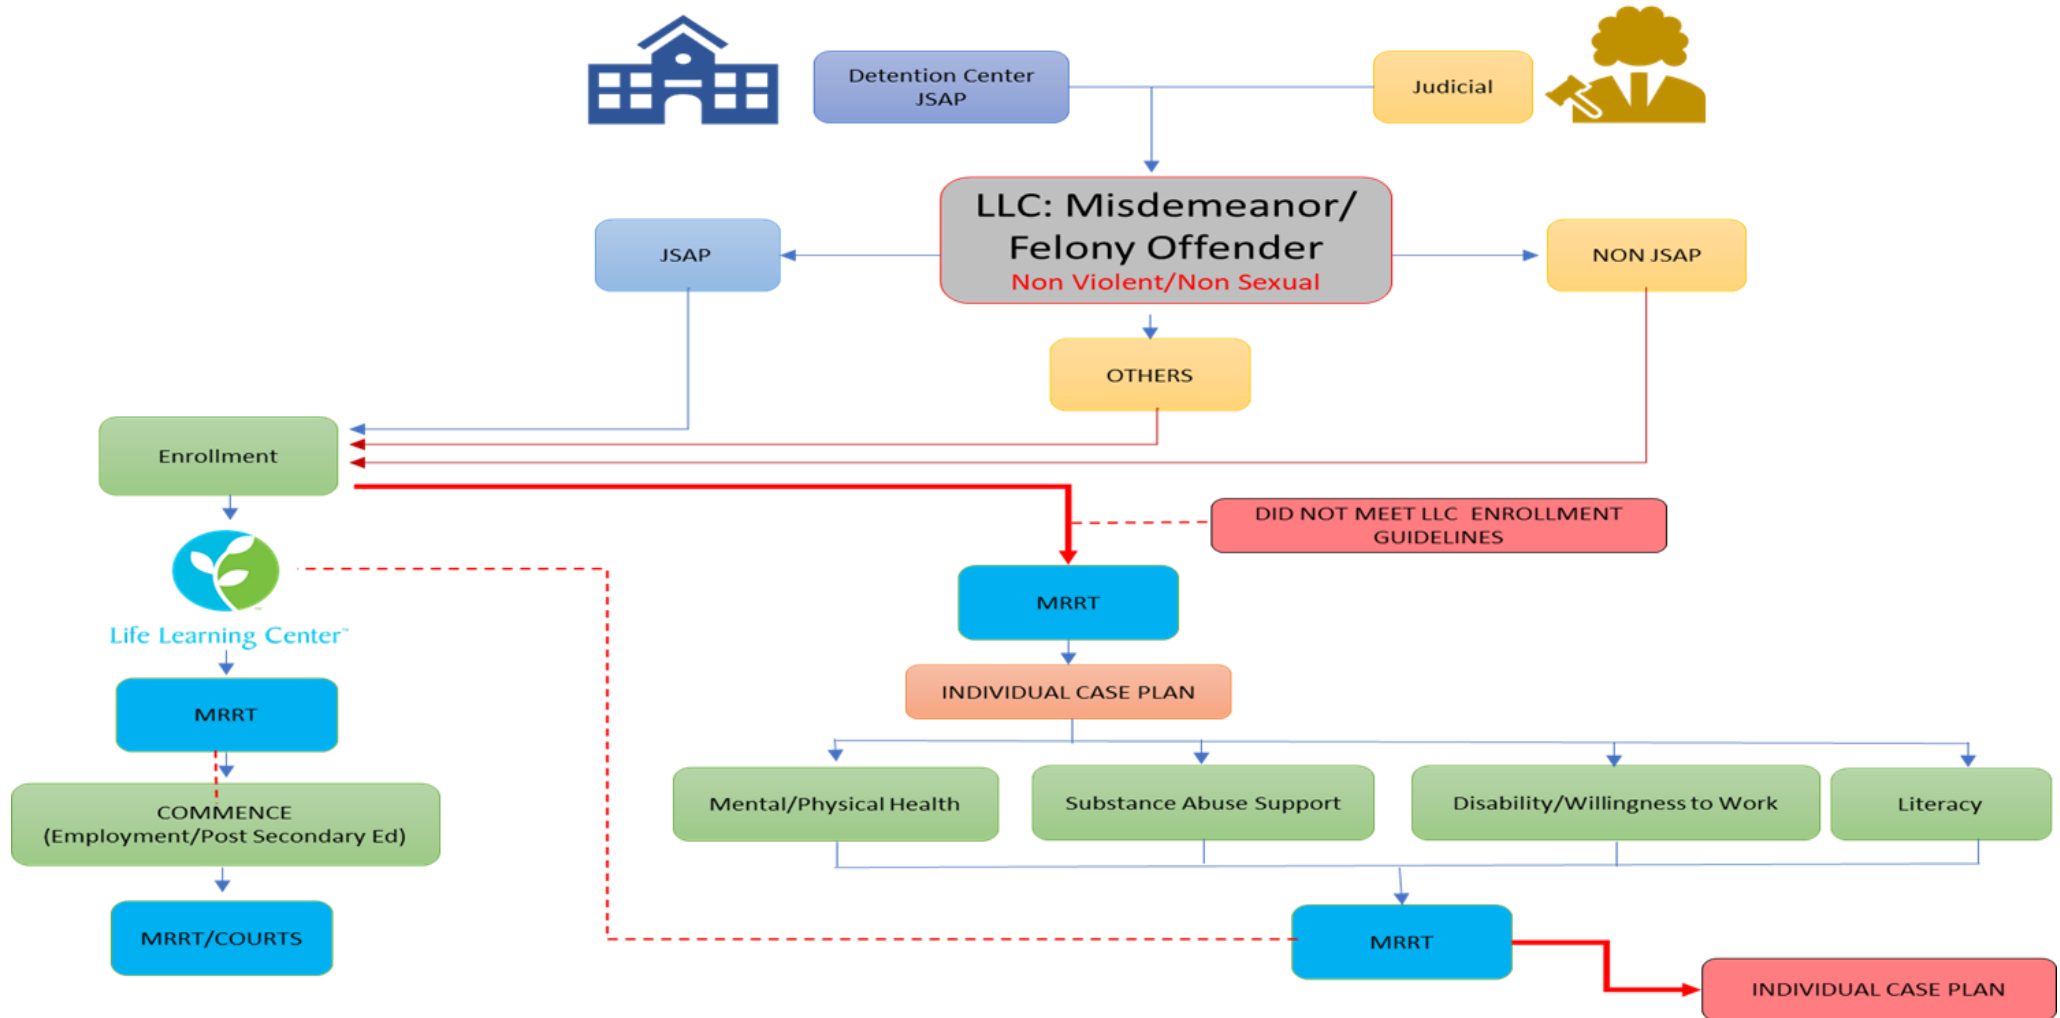 Detention Center
JSAP
Judicial
LLC: Misdemeanor/
Felony Offender
Non Violent/Non Sexual
JSAP
NON JSAP
OTHERS
Enrollment
DID NOT MEET LLC ENROLLMENT
GUIDELINES
Life Learning Center™
MRRT
INDIVIDUAL CASE PLAN
MRRT
Mental/Physical Health
Substance Abuse Support
Disability/Willingness to Work
Literacy
COMMENCE
(Employment/Post Secondary Ed)
MRRT/COURTS
MRRT
INDIVIDUAL CASE PLAN